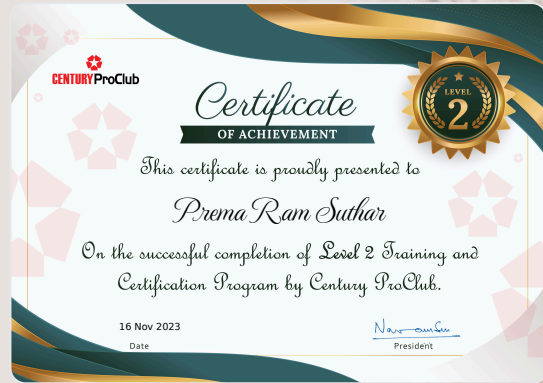 CENTURY ProClub
Certificate
OF ACHIEVEMENT
LEVEL
2
This certificate is proudly presented to
Prema Ram Suthar
On the successful completion of Level 2 Training and
Certification Program by Century ProClub.
16 Nov 2023
Date
President